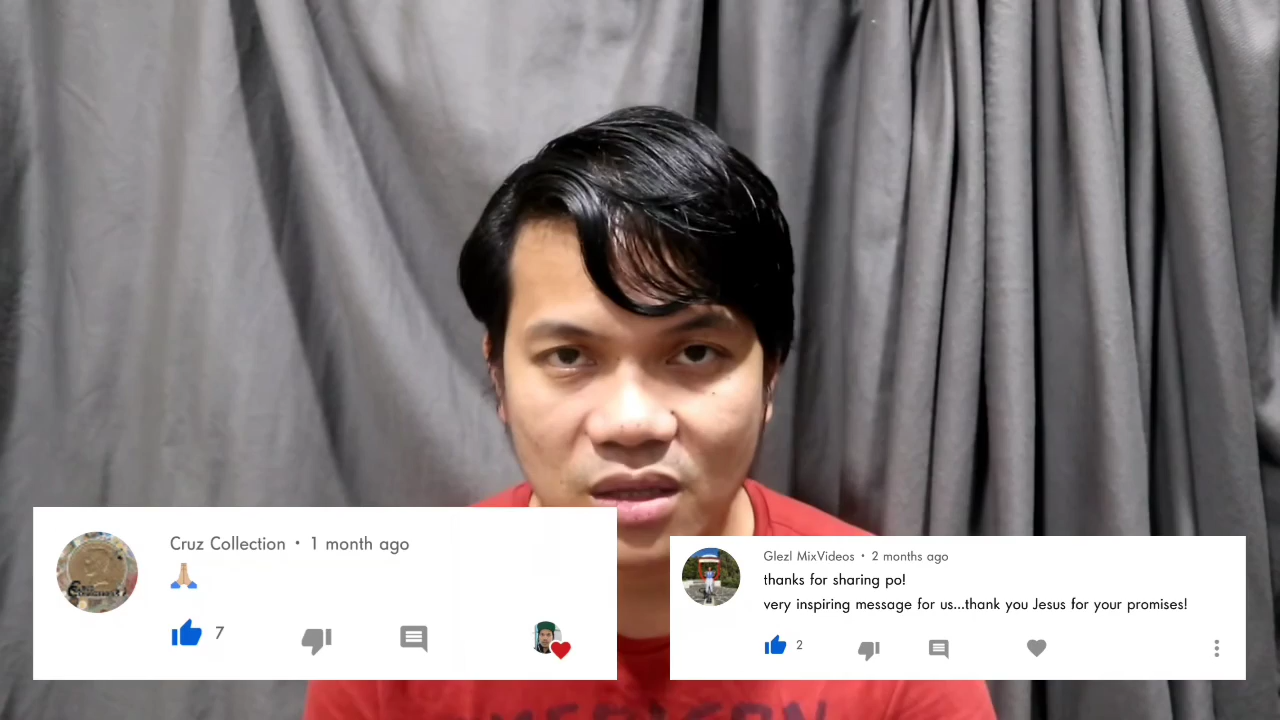 Cruz Collection • 1 month ago
🙏🏼
7
Glezl MixVideos • 2 months ago
thanks for sharing po!
very inspiring message for us...thank you Jesus for your promises!
2